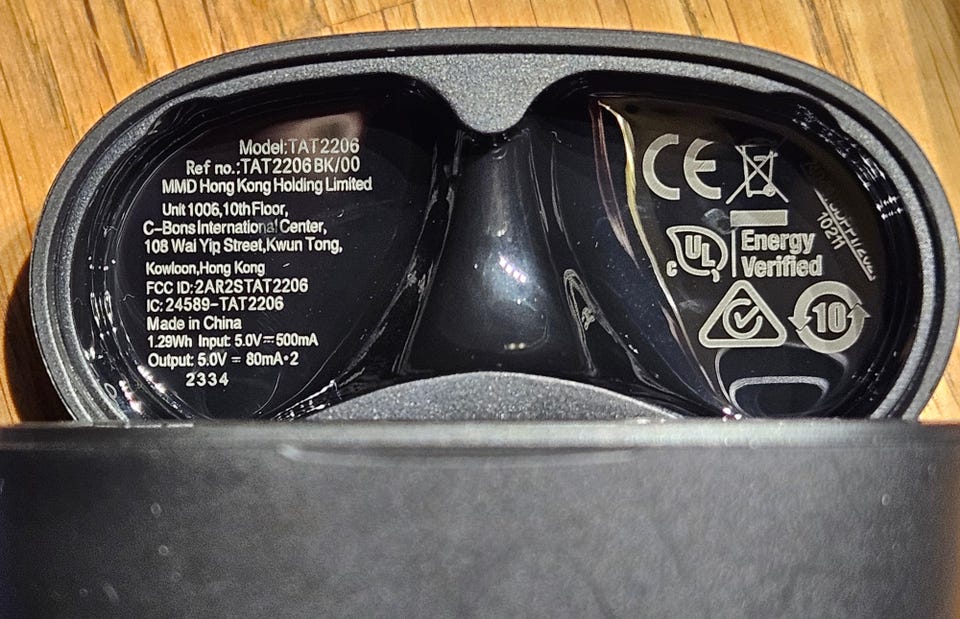 Model:TAT2206
Ref no.:TAT2206BK/00
MMD Hong Kong Holding Limited
Unit 1006,10th Floor,
C-Bons International Center,
108 Wai Yip Street,Kwun Tong,
Kowloon,Hong Kong
FCC ID:2AR2STAT2206
IC: 24589-TAT2206
Made in China
1.29Wh Input: 5.0V⎓500mA
Output: 5.0V ⎓ 80mA*2
2334
CE
c UL Energy
Verified
10
10211